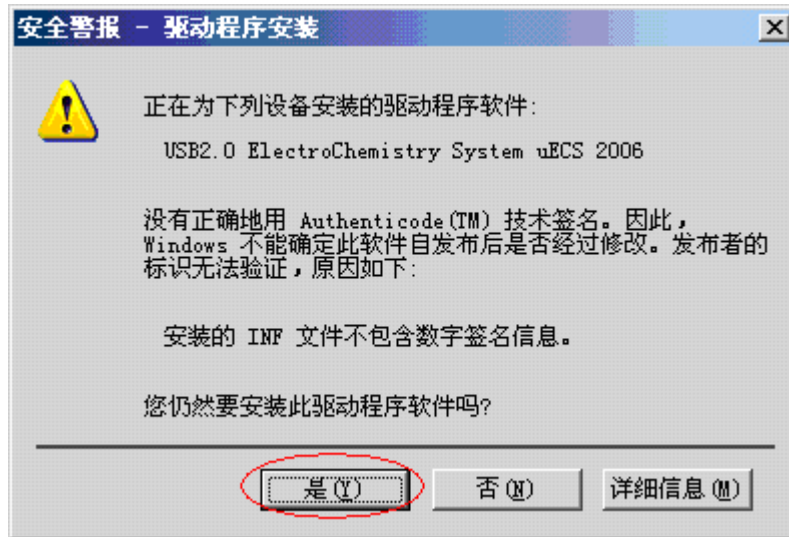 安全警报 - 驱动程序安装
正在为下列设备安装的驱动程序软件:
USB2.0 ElectroChemistry System uECS 2006
没有正确地用 Authenticode(TM) 技术签名。因此，
Windows 不能确定此软件自发布后是否经过修改。发布者的
标识无法验证，原因如下:
安装的 INF 文件不包含数字签名信息。
您仍然要安装此驱动程序软件吗?
是(Y) 否(N) 详细信息(M)